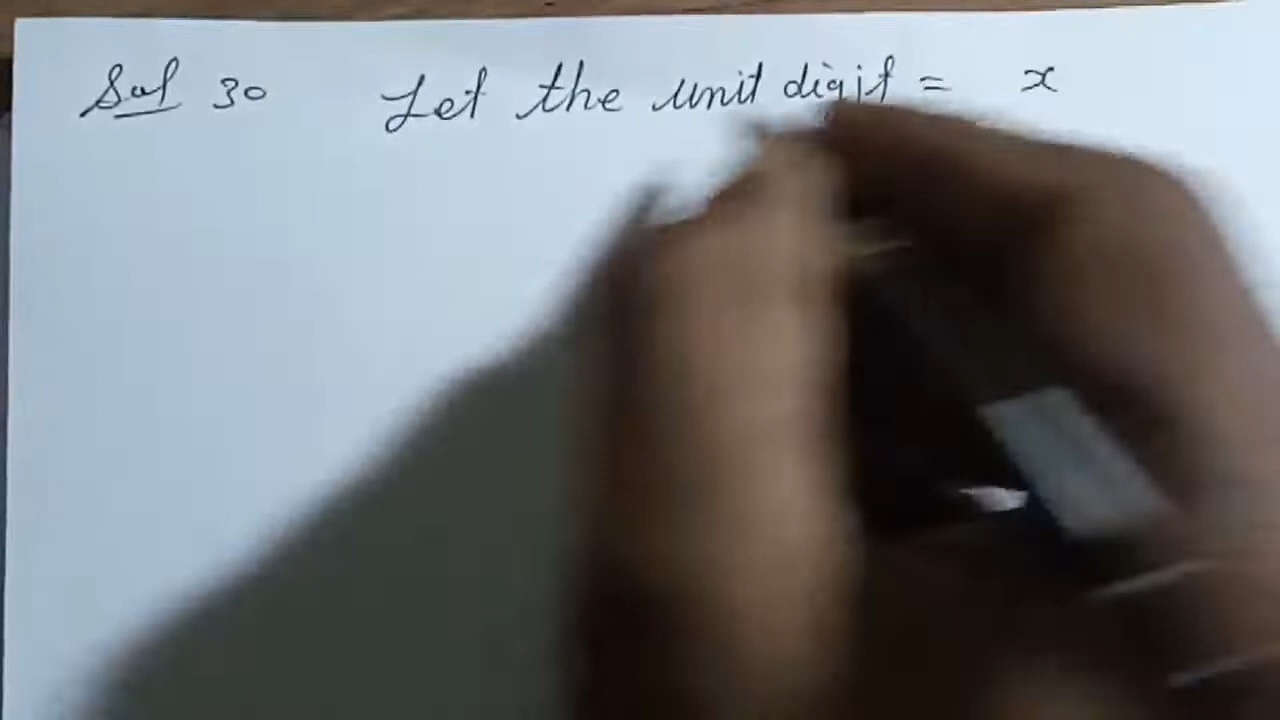 Sol 30 Let the unit digit = x